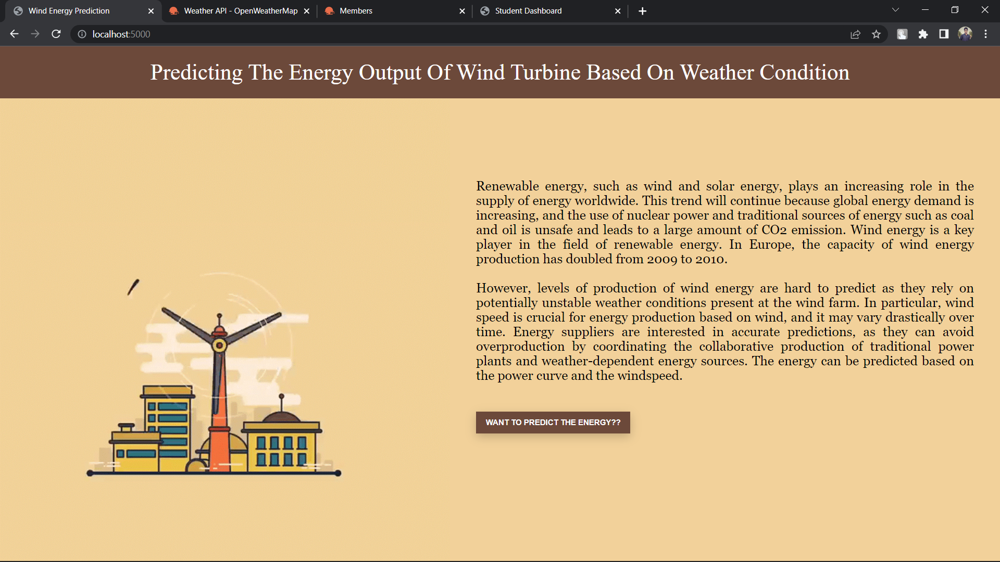 Wind Energy Prediction
Weather API - OpenWeatherMap
Members
Student Dashboard
localhost:5000
Predicting The Energy Output Of Wind Turbine Based On Weather Condition
Renewable energy, such as wind and solar energy, plays an increasing role in the
supply of energy worldwide. This trend will continue because global energy demand is
increasing, and the use of nuclear power and traditional sources of energy such as coal
and oil is unsafe and leads to a large amount of CO2 emission. Wind energy is a key
player in the field of renewable energy. In Europe, the capacity of wind energy
production has doubled from 2009 to 2010.
However, levels of production of wind energy are hard to predict as they rely on
potentially unstable weather conditions present at the wind farm. In particular, wind
speed is crucial for energy production based on wind, and it may vary drastically over
time. Energy suppliers are interested in accurate predictions, as they can avoid
overproduction by coordinating the collaborative production of traditional power
plants and weather-dependent energy sources. The energy can be predicted based on
the power curve and the windspeed.
WANT TO PREDICT THE ENERGY??